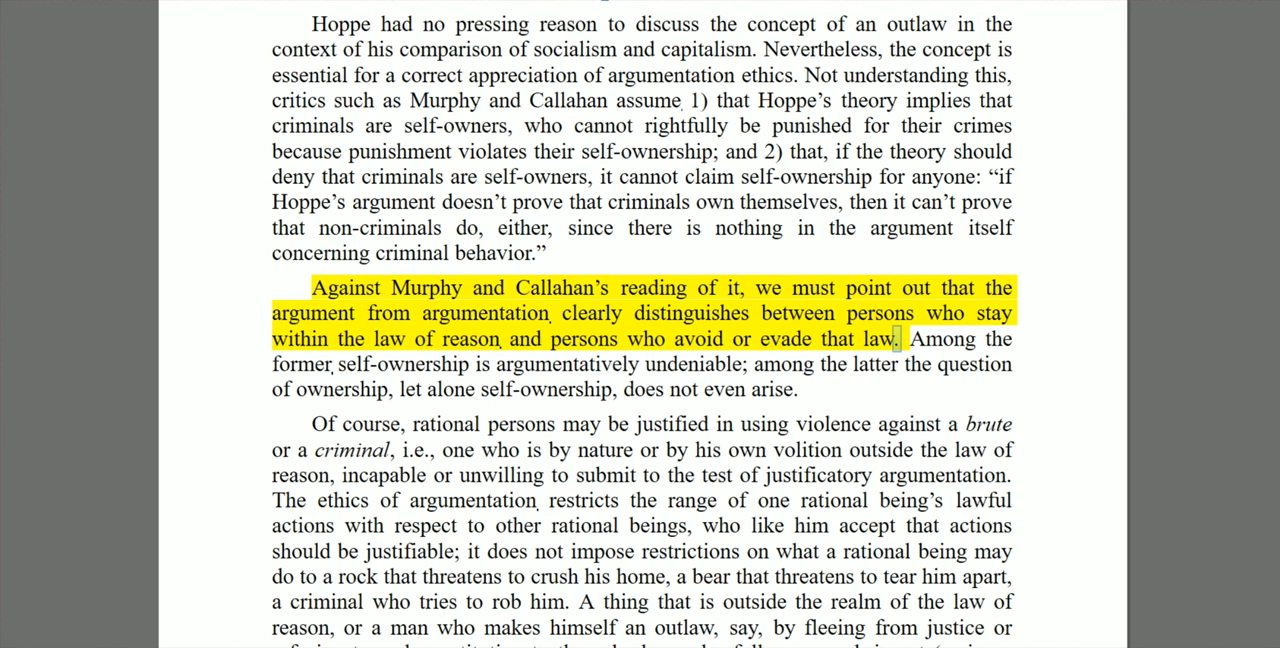 Hoppe had no pressing reason to discuss the concept of an outlaw in the
context of his comparison of socialism and capitalism. Nevertheless, the concept is
essential for a correct appreciation of argumentation ethics. Not understanding this,
critics such as Murphy and Callahan assume 1) that Hoppe’s theory implies that
criminals are self-owners, who cannot rightfully be punished for their crimes
because punishment violates their self-ownership; and 2) that, if the theory should
deny that criminals are self-owners, it cannot claim self-ownership for anyone: “if
Hoppe’s argument doesn’t prove that criminals own themselves, then it can’t prove
that non-criminals do, either, since there is nothing in the argument itself
concerning criminal behavior.”
Against Murphy and Callahan’s reading of it, we must point out that the
argument from argumentation clearly distinguishes between persons who stay
within the law of reason and persons who avoid or evade that law. Among the
former self-ownership is argumentatively undeniable; among the latter the question
of ownership, let alone self-ownership, does not even arise.
Of course, rational persons may be justified in using violence against a brute
or a criminal, i.e., one who is by nature or by his own volition outside the law of
reason, incapable or unwilling to submit to the test of justificatory argumentation.
The ethics of argumentation restricts the range of one rational being’s lawful
actions with respect to other rational beings, who like him accept that actions
should be justifiable; it does not impose restrictions on what a rational being may
do to a rock that threatens to crush his home, a bear that threatens to tear him apart,
a criminal who tries to rob him. A thing that is outside the realm of the law of
reason, or a man who makes himself an outlaw, say, by fleeing from justice or